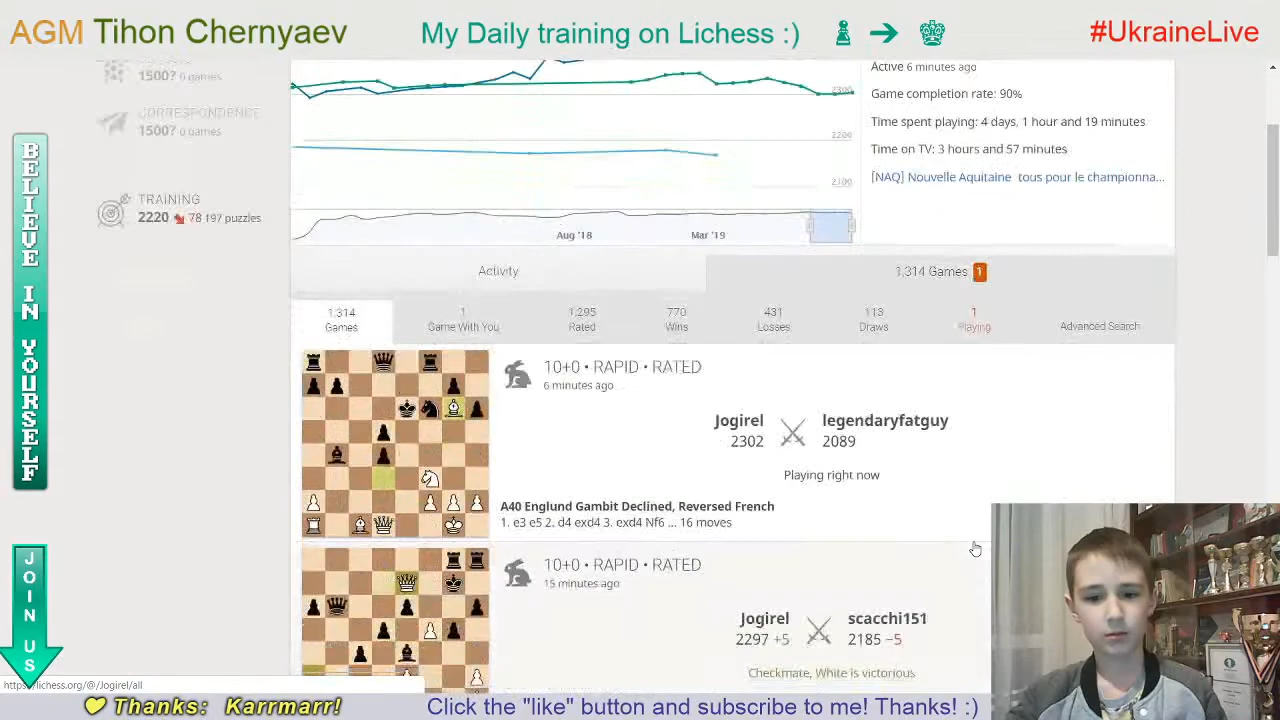 AGM Tihon Chernyaev
My Daily training on Lichess :)
#UkraineLive
1500? 0 games
CORRESPONDENCE
1500? 0 games
TRAINING
2220 78 197 puzzles
2300
2200
2100
Aug '18
Mar '19
Active 6 minutes ago
Game completion rate: 90%
Time spent playing: 4 days, 1 hour and 19 minutes
Time on TV: 3 hours and 57 minutes
[NAQ] Nouvelle Aquitaine tous pour le championna...
Activity
1,314 Games 1
1,314 Games
1 Game With You
1,295 Rated
770 Wins
431 Losses
113 Draws
1 Playing
Advanced Search
10+0 • RAPID • RATED
6 minutes ago
Jogirel
2302
legendaryfatguy
2089
Playing right now
A40 Englund Gambit Declined, Reversed French
1. e3 e5 2. d4 exd4 3. exd4 Nf6 ... 16 moves
10+0 • RAPID • RATED
15 minutes ago
Jogirel
2297 +5
scacchi151
2185 −5
Checkmate, White is victorious
BELIEVE IN YOURSELF
JOIN US
https://lichess.org/@/Jogirel/all
Thanks: Karrmarr!
Click the "like" button and subscribe to me! Thanks! :)